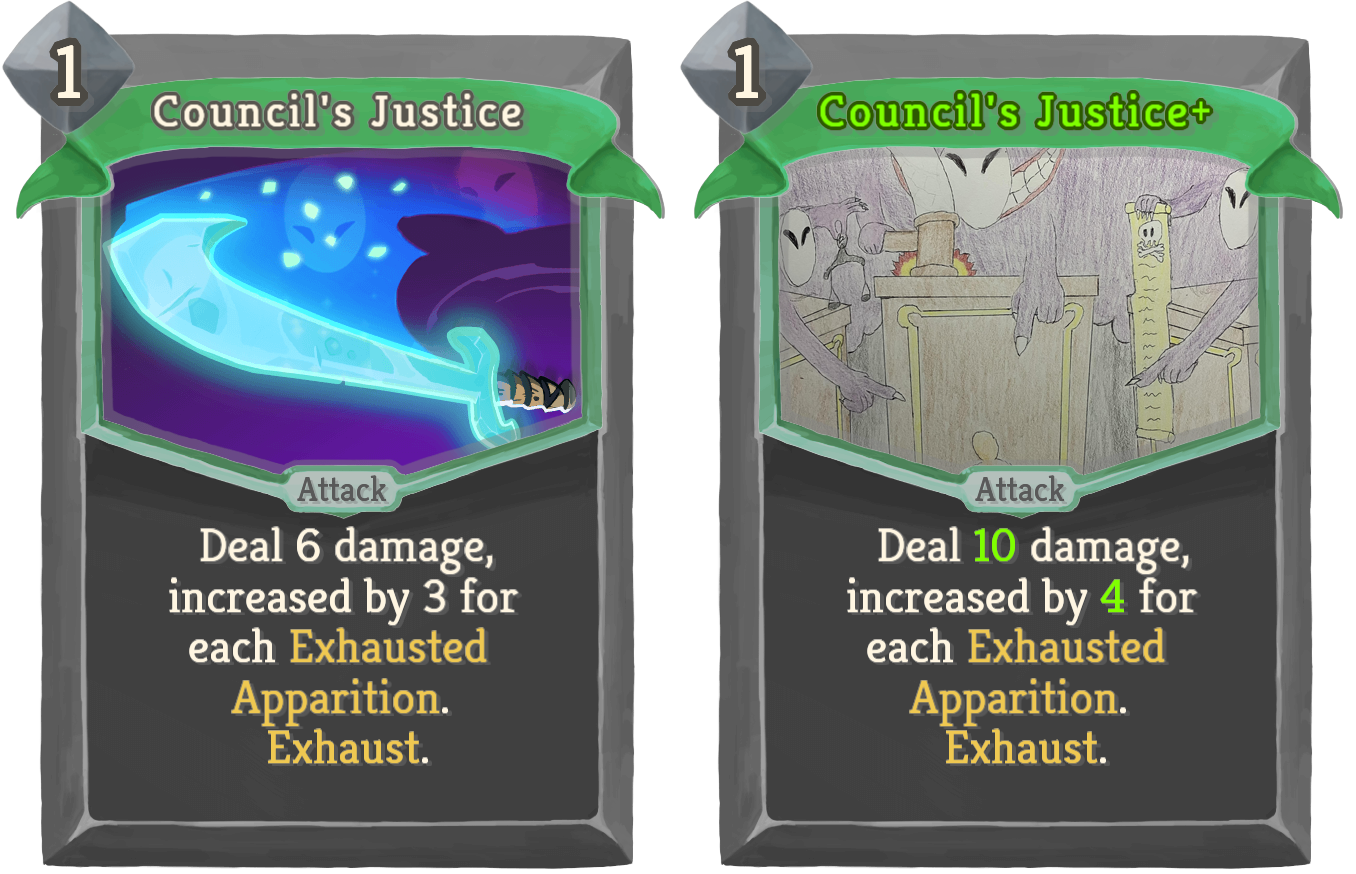 1
Council's Justice
Attack
Deal 6 damage,
increased by 3 for
each Exhausted
Apparition.
Exhaust.
1
Council's Justice+
Attack
Deal 10 damage,
increased by 4 for
each Exhausted
Apparition.
Exhaust.